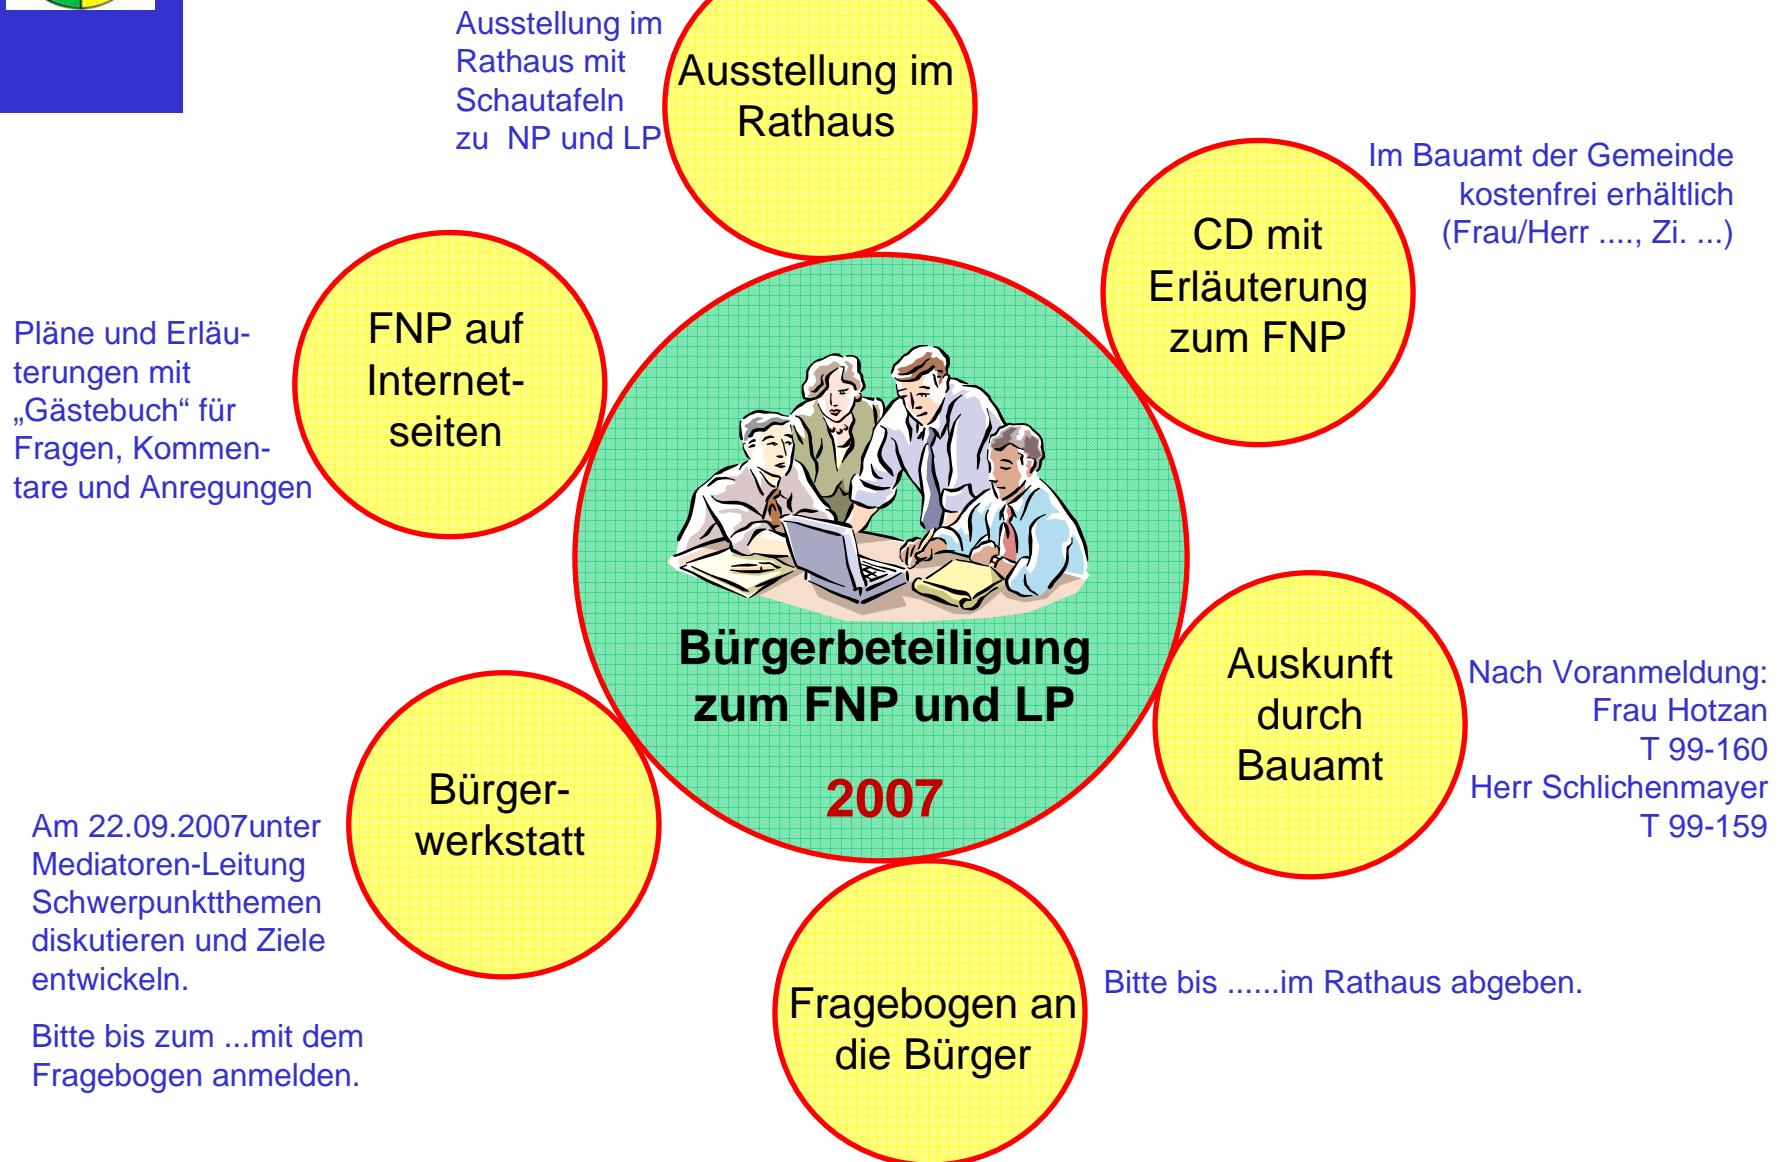 Ausstellung im
Rathaus mit
Schautafeln
zu  NP und LP
Ausstellung im
Rathaus
Im Bauamt der Gemeinde
kostenfrei erhältlich
(Frau/Herr ...., Zi. ...)
CD mit
Erläuterung
zum FNP
Pläne und Erläu-
terungen mit
„Gästebuch“ für
Fragen, Kommen-
tare und Anregungen
FNP auf
Internet-
seiten
Bürgerbeteiligung
zum FNP und LP
2007
Auskunft
durch
Bauamt
Nach Voranmeldung:
Frau Hotzan
T 99-160
Herr Schlichenmayer
T 99-159
Bürger-
werkstatt
Am 22.09.2007unter
Mediatoren-Leitung
Schwerpunktthemen
diskutieren und Ziele
entwickeln.
Bitte bis zum ...mit dem
Fragebogen anmelden.
Fragebogen an
die Bürger
Bitte bis ......im Rathaus abgeben.